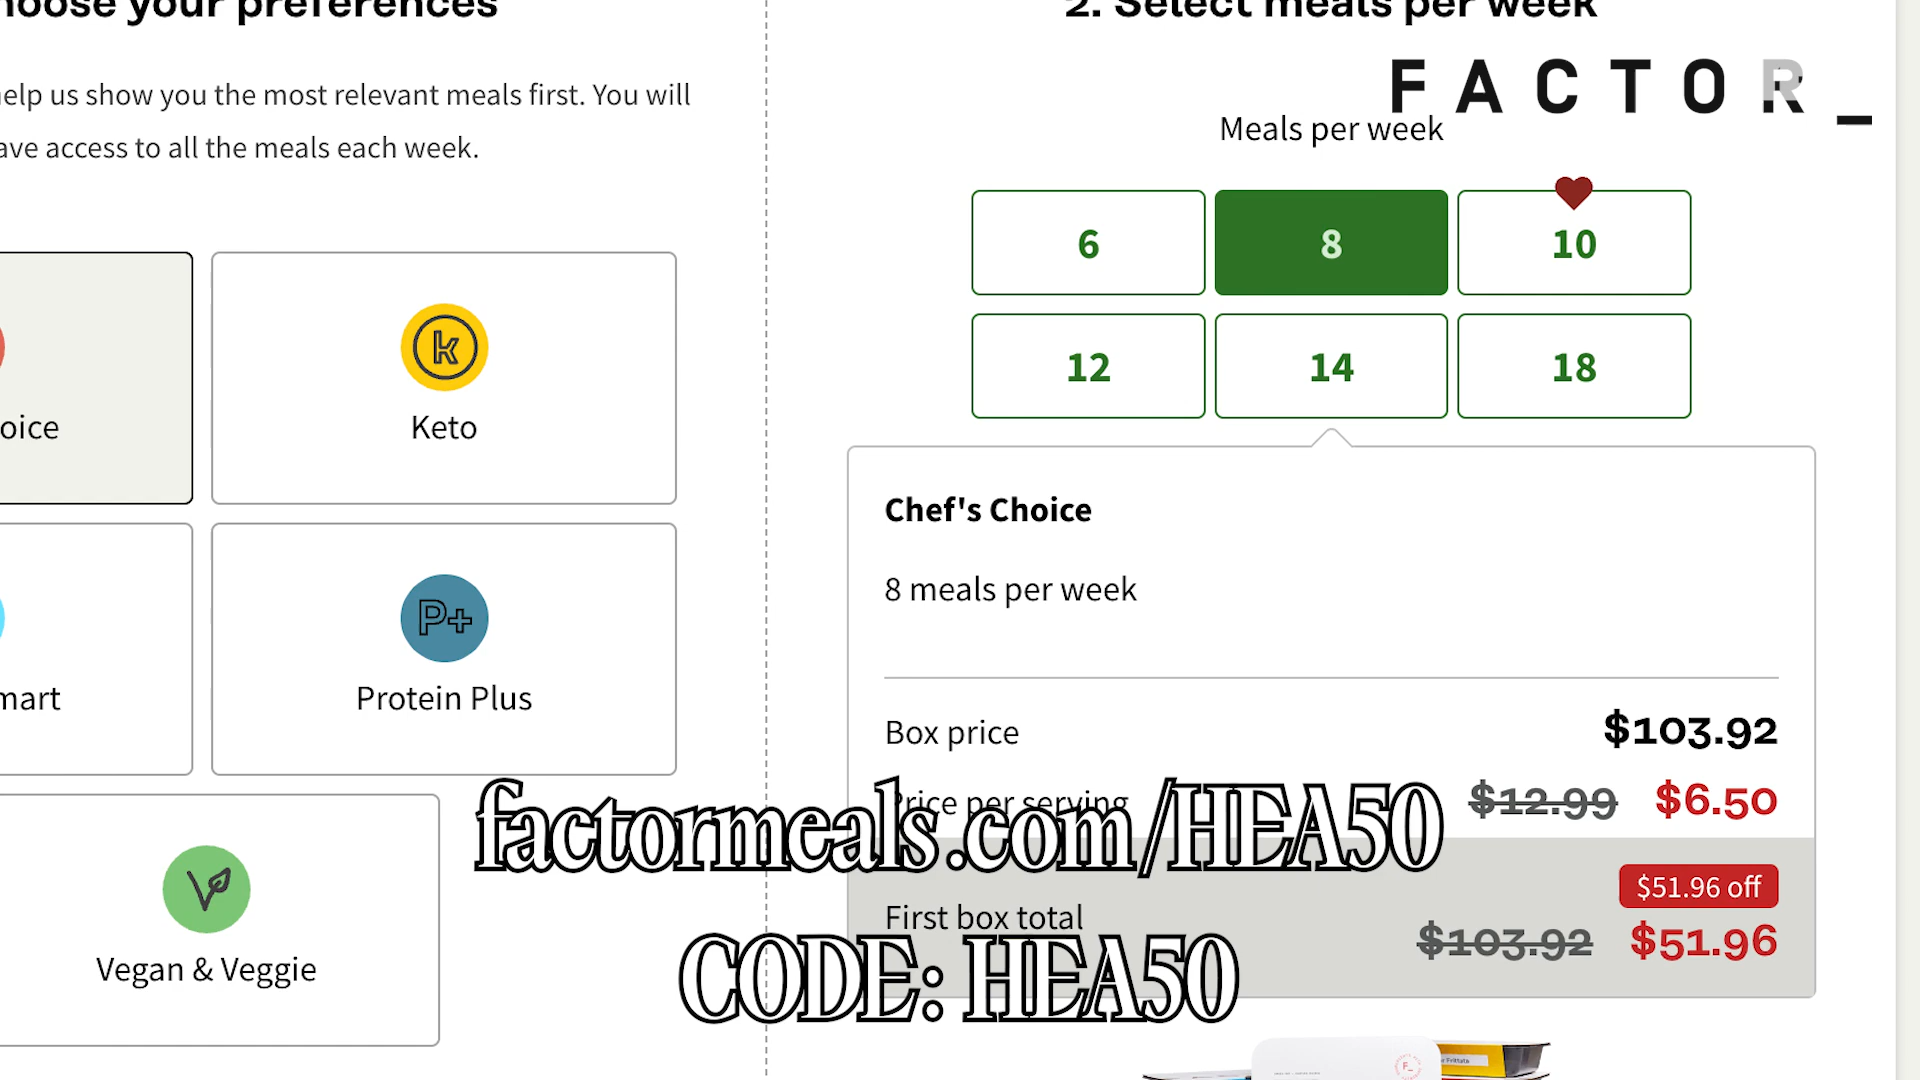 hoose your preferences
elp us show you the most relevant meals first. You will
ave access to all the meals each week.
oice
k
Keto
mart
P+
Protein Plus
Vegan & Veggie
2. Select meals per week
FACTOR_
Meals per week
6
8
10
12
14
18
Chef's Choice
8 meals per week
Box price
$103.92
Price per serving
$12.99 $6.50
factormeals.com/HEA50
$51.96 off
First box total
$103.92 $51.96
CODE: HEA50